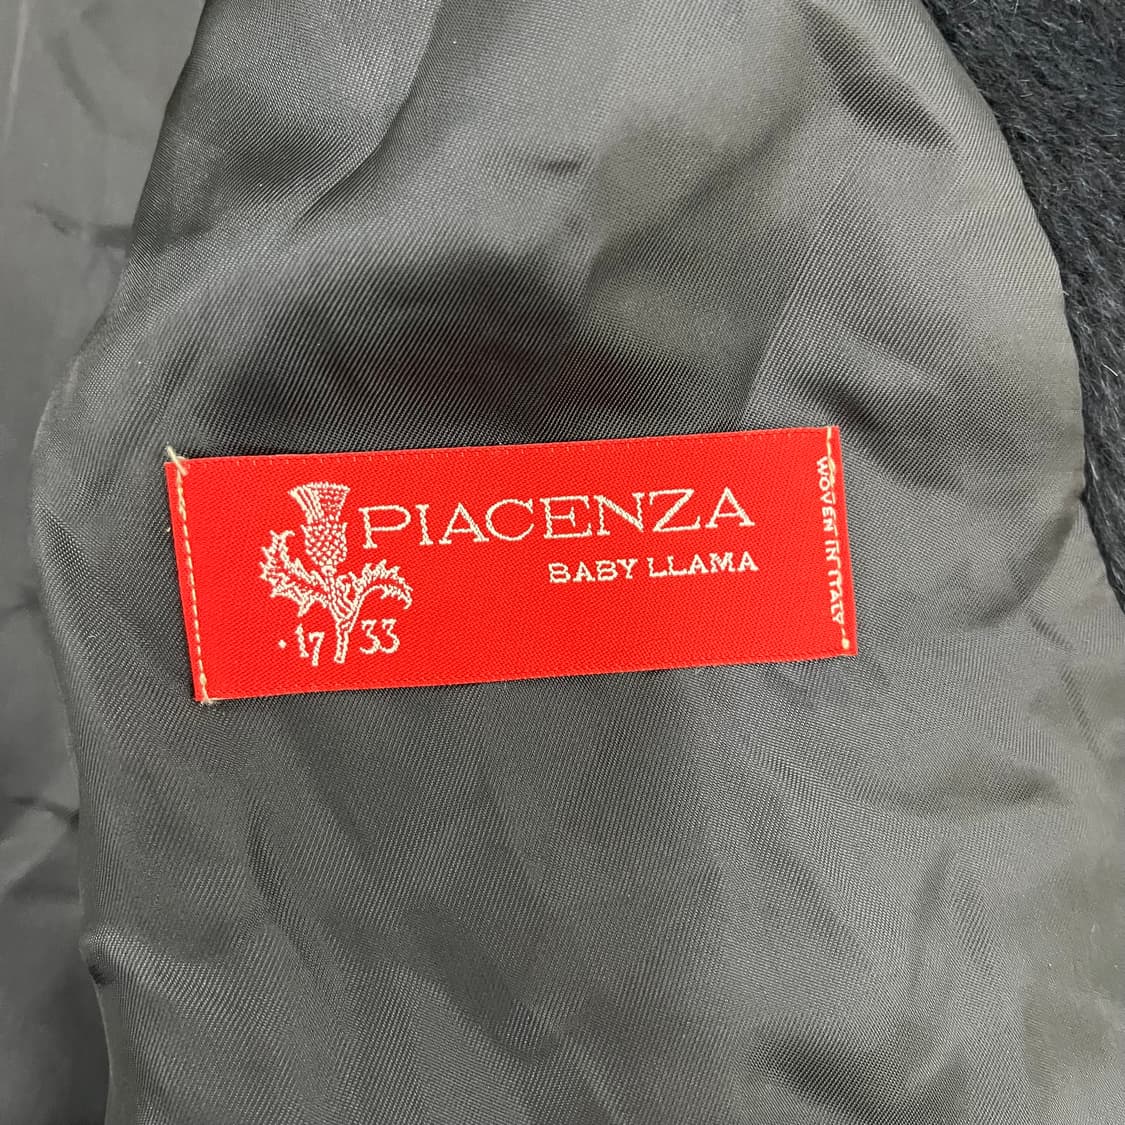 PIACENZA
BABY LLAMA
·17 33
WOVEN IN ITALY